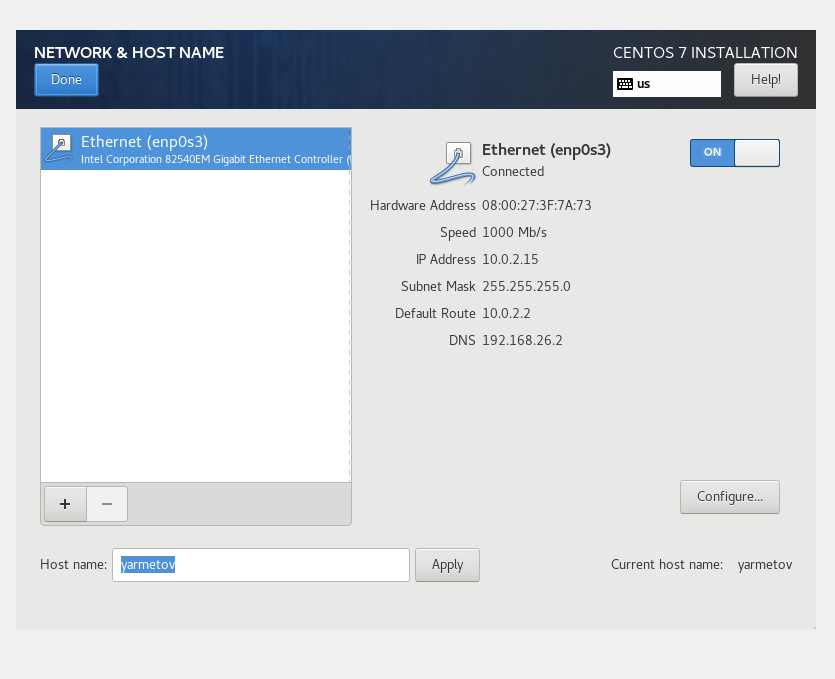 NETWORK & HOST NAME
CENTOS 7 INSTALLATION
Done
us
Help!
Ethernet (enp0s3)
Intel Corporation 82540EM Gigabit Ethernet Controller (
Ethernet (enp0s3)
Connected
ON
Hardware Address 08:00:27:3F:7A:73
Speed 1000 Mb/s
IP Address 10.0.2.15
Subnet Mask 255.255.255.0
Default Route 10.0.2.2
DNS 192.168.26.2
+ −
Configure...
Host name: yarmetov Apply
Current host name: yarmetov